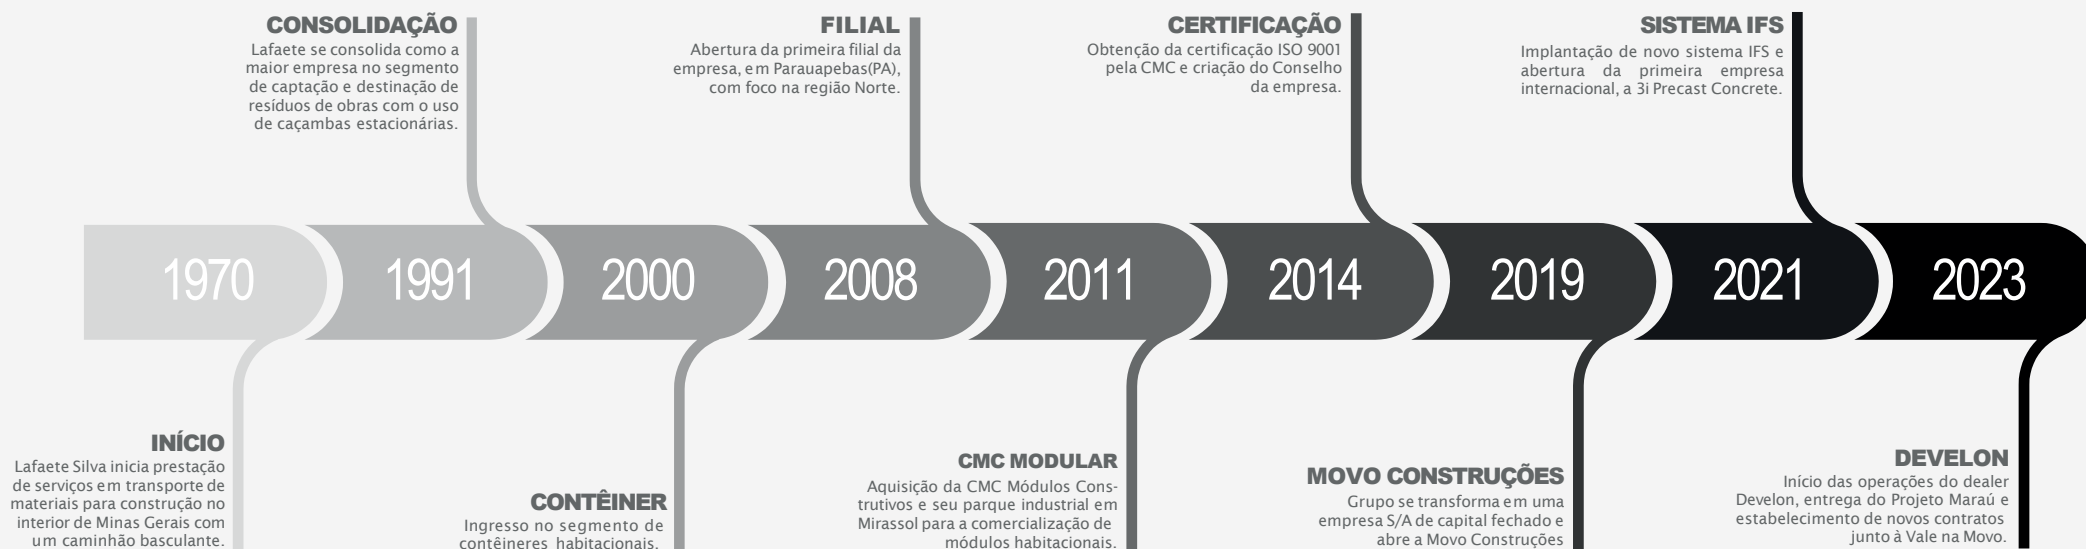 CONSOLIDAÇÃO
Lafaete se consolida como a
maior empresa no segmento
de captação e destinação de
resíduos de obras com o uso
de caçambas estacionárias.
FILIAL
Abertura da primeira filial da
empresa, em Parauapebas(PA),
com foco na região Norte.
CERTIFICAÇÃO
Obtenção da certificação ISO 9001
pela CMC e criação do Conselho
da empresa.
SISTEMA IFS
Implantação de novo sistema IFS e
abertura da primeira empresa
internacional, a 3i Precast Concrete.
1970
1991
2000
2008
2011
2014
2019
2021
2023
INÍCIO
Lafaete Silva inicia prestação
de serviços em transporte de
materiais para construção no
interior de Minas Gerais com
um caminhão basculante.
CONTÊINER
Ingresso no segmento de
contêineres habitacionais.
CMC MODULAR
Aquisição da CMC Módulos Cons-
trutivos e seu parque industrial em
Mirassol para a comercialização de
módulos habitacionais.
MOVO CONSTRUÇÕES
Grupo se transforma em uma
empresa S/A de capital fechado e
abre a Movo Construções
DEVELON
Início das operações do dealer
Develon, entrega do Projeto Maraú e
estabelecimento de novos contratos
junto à Vale na Movo.